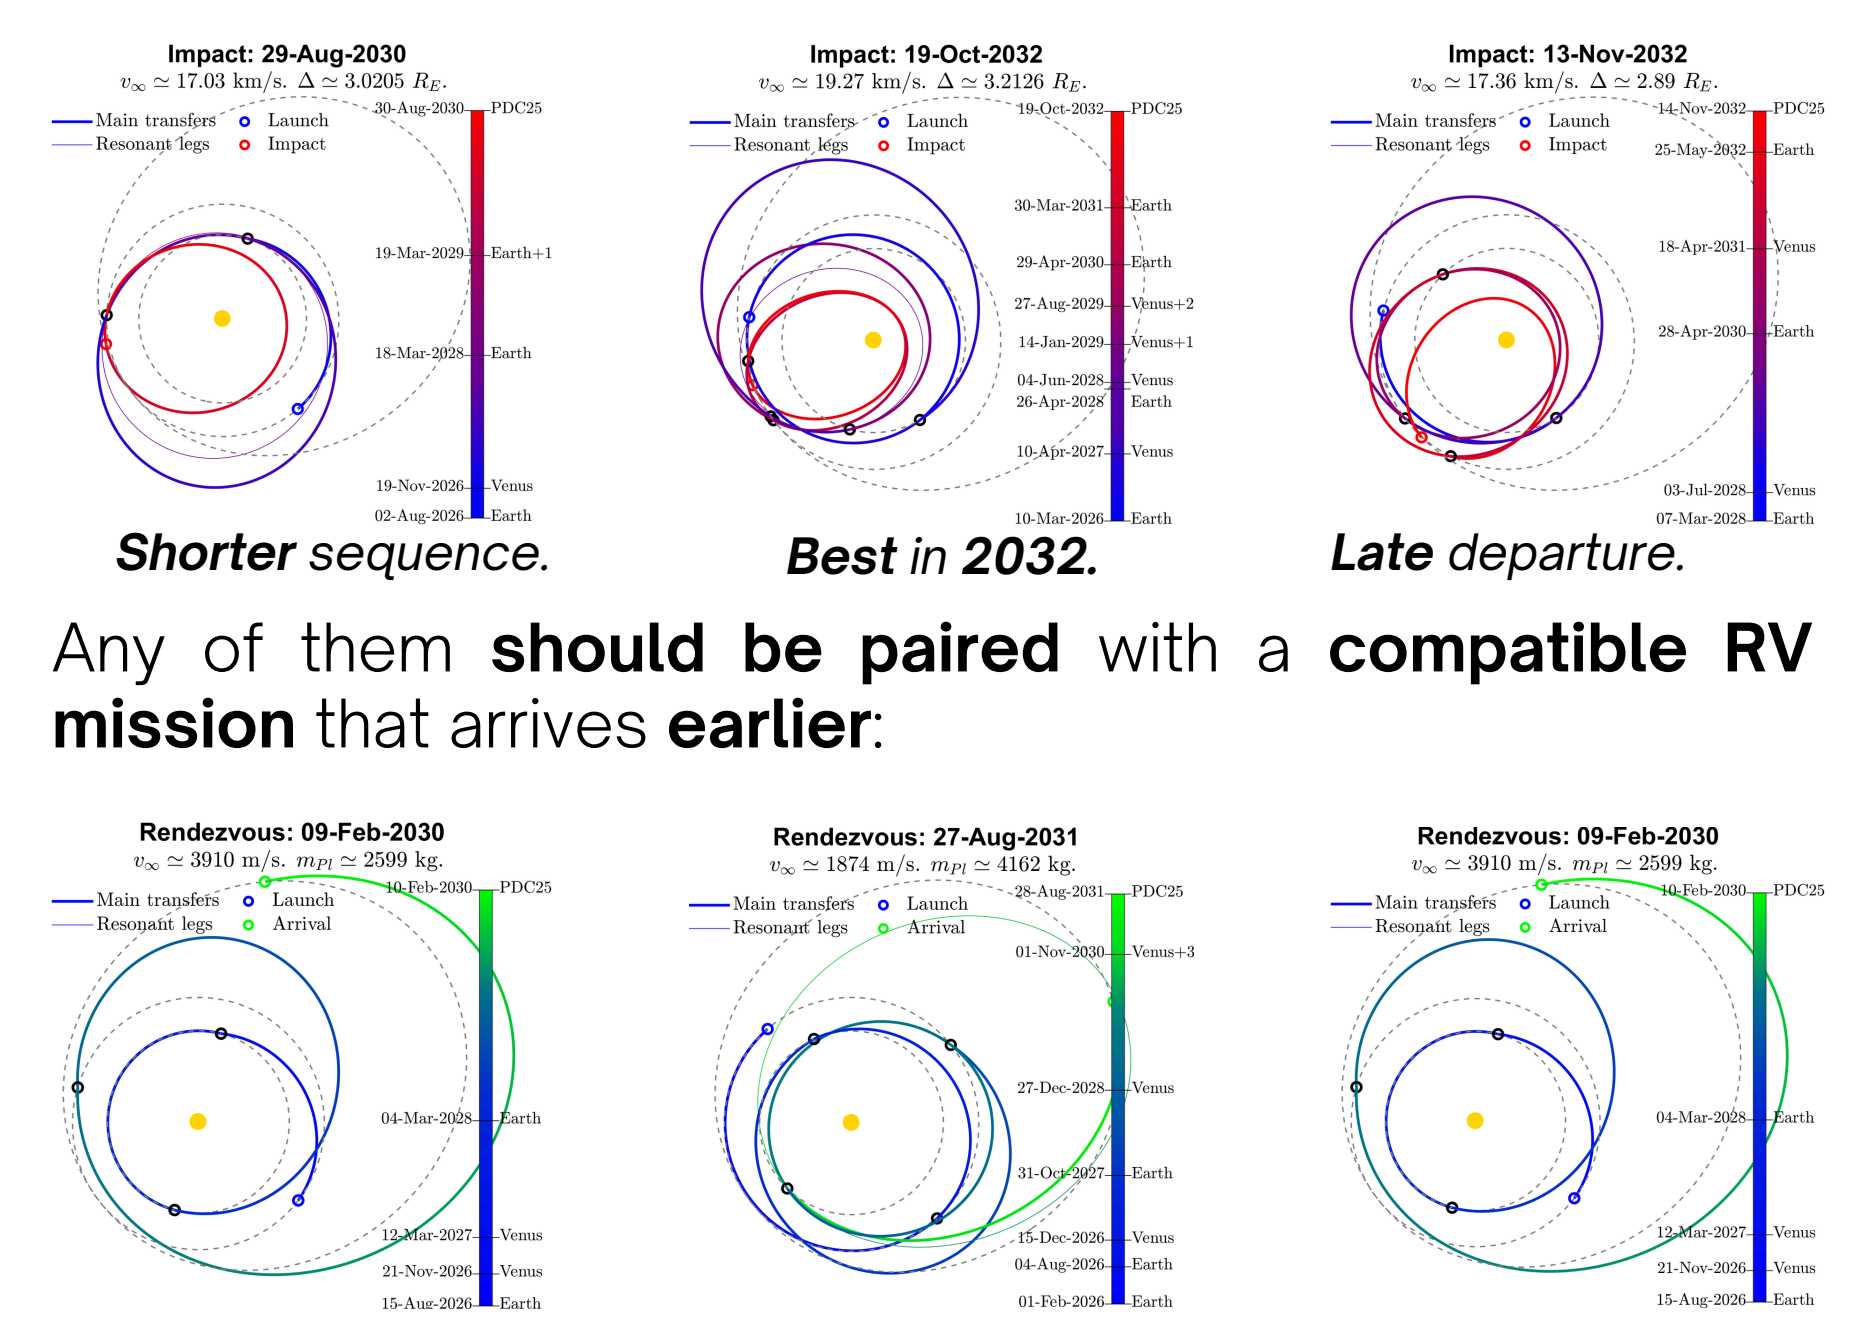 Impact: 29-Aug-2030
v∞ ≃ 17.03 km/s. Δ ≃ 3.0205 R_E.
Main transfers
Launch
Resonant legs
Impact
30-Aug-2030 PDC25
19-Mar-2029 Earth+1
18-Mar-2028 Earth
19-Nov-2026 Venus
02-Aug-2026 Earth
Shorter sequence.
Impact: 19-Oct-2032
v∞ ≃ 19.27 km/s. Δ ≃ 3.2126 R_E.
Main transfers
Launch
Resonant legs
Impact
19-Oct-2032 PDC25
30-Mar-2031 Earth
29-Apr-2030 Earth
27-Aug-2029 Venus+2
14-Jan-2029 Venus+1
04-Jun-2028 Venus
26-Apr-2028 Earth
10-Apr-2027 Venus
10-Mar-2026 Earth
Best in 2032.
Impact: 13-Nov-2032
v∞ ≃ 17.36 km/s. Δ ≃ 2.89 R_E.
Main transfers
Launch
Resonant legs
Impact
14-Nov-2032 PDC25
25-May-2032 Earth
18-Apr-2031 Venus
28-Apr-2030 Earth
03-Jul-2028 Venus
07-Mar-2028 Earth
Late departure.
Any of them should be paired with a compatible RV
mission that arrives earlier:
Rendezvous: 09-Feb-2030
v∞ ≃ 3910 m/s. m_Pl ≃ 2599 kg.
Main transfers
Launch
Resonant legs
Arrival
10-Feb-2030 PDC25
04-Mar-2028 Earth
12-Mar-2027 Venus
21-Nov-2026 Venus
15-Aug-2026 Earth
Rendezvous: 27-Aug-2031
v∞ ≃ 1874 m/s. m_Pl ≃ 4162 kg.
Main transfers
Launch
Resonant legs
Arrival
28-Aug-2031 PDC25
01-Nov-2030 Venus+3
27-Dec-2028 Venus
31-Oct-2027 Earth
15-Dec-2026 Venus
04-Aug-2026 Earth
01-Feb-2026 Earth
Rendezvous: 09-Feb-2030
v∞ ≃ 3910 m/s. m_Pl ≃ 2599 kg.
Main transfers
Launch
Resonant legs
Arrival
10-Feb-2030 PDC25
04-Mar-2028 Earth
12-Mar-2027 Venus
21-Nov-2026 Venus
15-Aug-2026 Earth